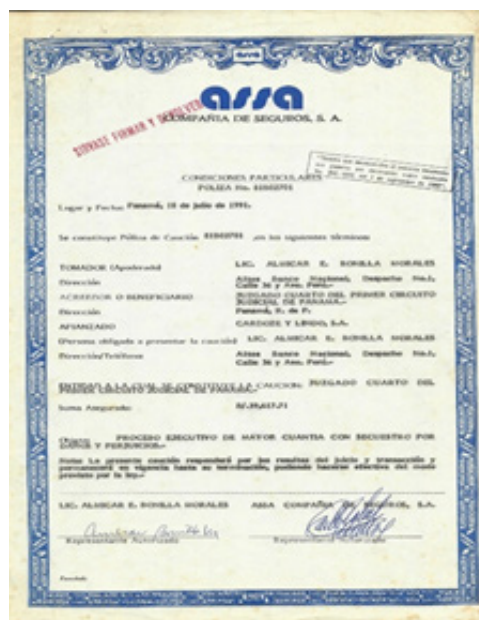 assa
COMPAÑIA DE SEGUROS, S. A.
SIRVASE FIRMAR Y DEVOLVER
CONDICIONES PARTICULARES
POLIZA No.
Lugar y Fecha: Panamá, 10 de julio de 1991.
Se constituye Póliza de Caución en los siguientes términos
TOMADOR (Apoderado) LIC. ALMICAR E. BONILLA MORALES
Dirección Altos Banco Nacional, Despacho No.2,
Calle 36 y Ave. Perú.-
ACREEDOR O BENEFICIARIO JUZGADO CUARTO DEL PRIMER CIRCUITO
JUDICIAL DE PANAMA.-
Dirección Panamá, R. de P.
AFIANZADO CARDOZE Y LINDO, S.A.
(Persona obligada a presentar la caución) LIC. ALMICAR E. BONILLA MORALES
Dirección/Teléfono Altos Banco Nacional, Despacho No.2,
Calle 36 y Ave. Perú.-
ENTIDAD A LA CUAL SE CONSTITUYE LA CAUCION: JUZGADO CUARTO DEL
PRIMER CIRCUITO JUDICIAL DE PANAMA.-
Suma Asegurada:
PROCESO EJECUTIVO DE MAYOR CUANTIA CON SECUESTRO POR
DAÑOS Y PERJUICIOS.-
Nota: La presente caución responderá por las resultas del juicio y transacción y
permanecerá en vigencia hasta su terminación, pudiendo hacerse efectiva del modo
previsto por la ley.-
LIC. ALMICAR E. BONILLA MORALES ASSA COMPAÑIA DE SEGUROS, S.A.
Representante Autorizado Representante Autorizado